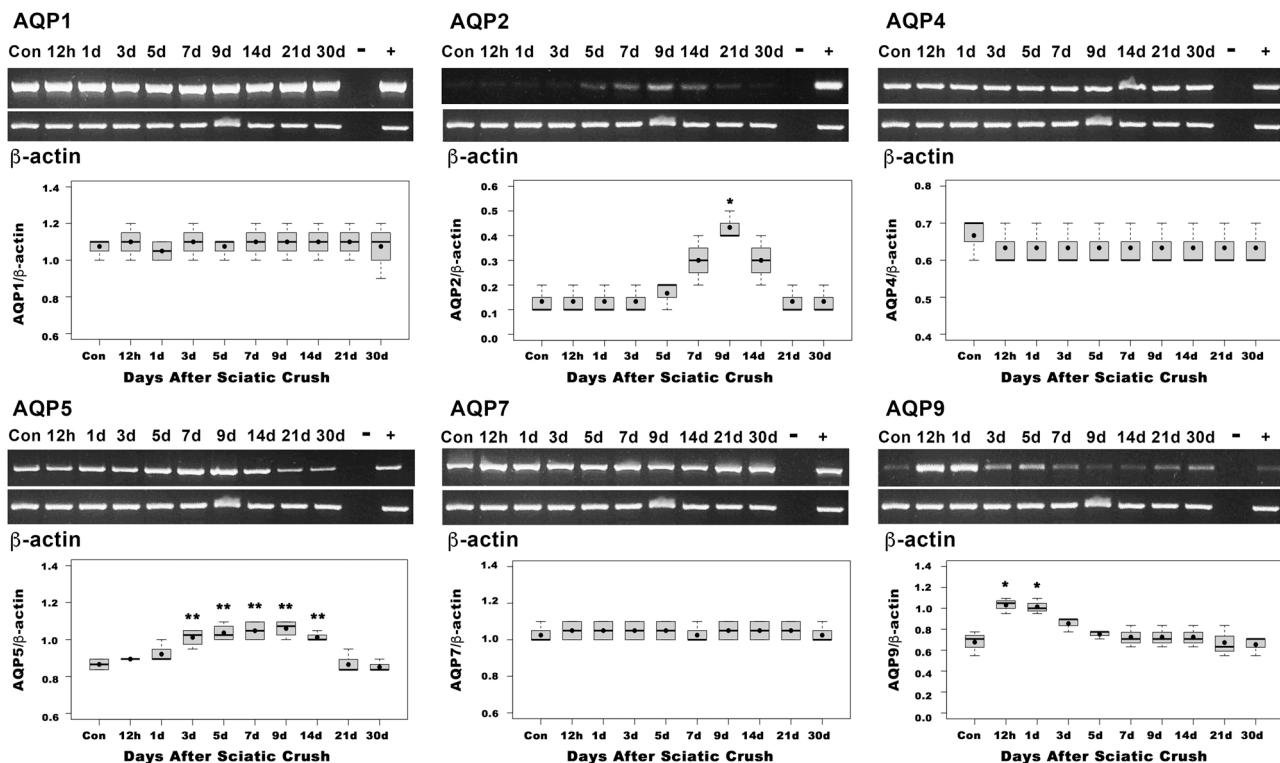 AQP1
Con 12h 1d 3d 5d 7d 9d 14d 21d 30d - +
β-actin
1.4
1.2
1.0
0.8
0.6
AQP1/β-actin
Con 12h 1d 3d 5d 7d 9d 14d 21d 30d
Days After Sciatic Crush
AQP2
Con 12h 1d 3d 5d 7d 9d 14d 21d 30d - +
β-actin
0.6
0.5
0.4
0.3
0.2
0.1
0.0
AQP2/β-actin
*
Con 12h 1d 3d 5d 7d 9d 14d 21d 30d
Days After Sciatic Crush
AQP4
Con 12h 1d 3d 5d 7d 9d 14d 21d 30d - +
β-actin
0.8
0.7
0.6
0.5
0.4
AQP4/β-actin
Con 12h 1d 3d 5d 7d 9d 14d 21d 30d
Days After Sciatic Crush
AQP5
Con 12h 1d 3d 5d 7d 9d 14d 21d 30d - +
β-actin
1.4
1.2
1.0
0.8
0.6
AQP5/β-actin
** ** ** ** **
Con 12h 1d 3d 5d 7d 9d 14d 21d 30d
Days After Sciatic Crush
AQP7
Con 12h 1d 3d 5d 7d 9d 14d 21d 30d - +
β-actin
1.4
1.2
1.0
0.8
0.6
AQP7/β-actin
Con 12h 1d 3d 5d 7d 9d 14d 21d 30d
Days After Sciatic Crush
AQP9
Con 12h 1d 3d 5d 7d 9d 14d 21d 30d - +
β-actin
1.4
1.2
1.0
0.8
0.6
0.4
0.2
0.0
AQP9/β-actin
* *
Con 12h 1d 3d 5d 7d 9d 14d 21d 30d
Days After Sciatic Crush